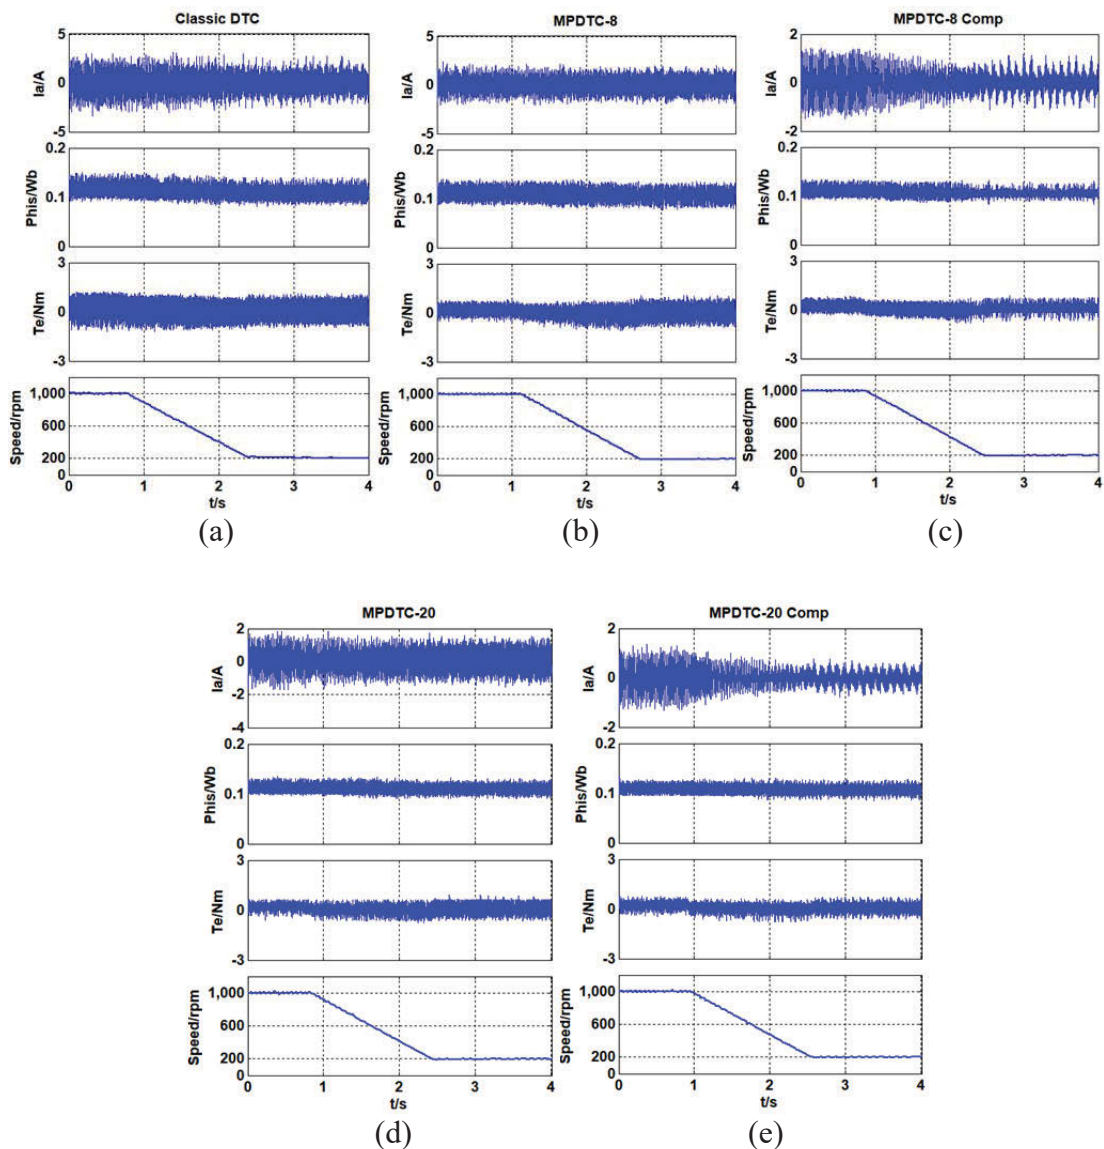 Classic DTC
5
Ia/A
0
-5
0.2
Phis/Wb
0.1
0
3
Te/Nm
0
-3
1,000
Speed/rpm
600
200
0
0 1 2 3 4
t/s
(a)
MPDTC-8
5
Ia/A
0
-5
0.2
Phis/Wb
0.1
0
3
Te/Nm
0
-3
1,000
Speed/rpm
600
200
0
0 1 2 3 4
t/s
(b)
MPDTC-8 Comp
2
Ia/A
0
-2
0.2
Phis/Wb
0.1
0
3
Te/Nm
0
-3
1,000
Speed/rpm
600
200
0
0 1 2 3 4
t/s
(c)
MPDTC-20
2
Ia/A
0
-2
-4
0.2
Phis/Wb
0.1
0
3
Te/Nm
0
-3
1,000
Speed/rpm
600
200
0
0 1 2 3 4
t/s
(d)
MPDTC-20 Comp
2
Ia/A
0
-2
0.2
Phis/Wb
0.1
0
3
Te/Nm
0
-3
1,000
Speed/rpm
600
200
0
0 1 2 3 4
t/s
(e)